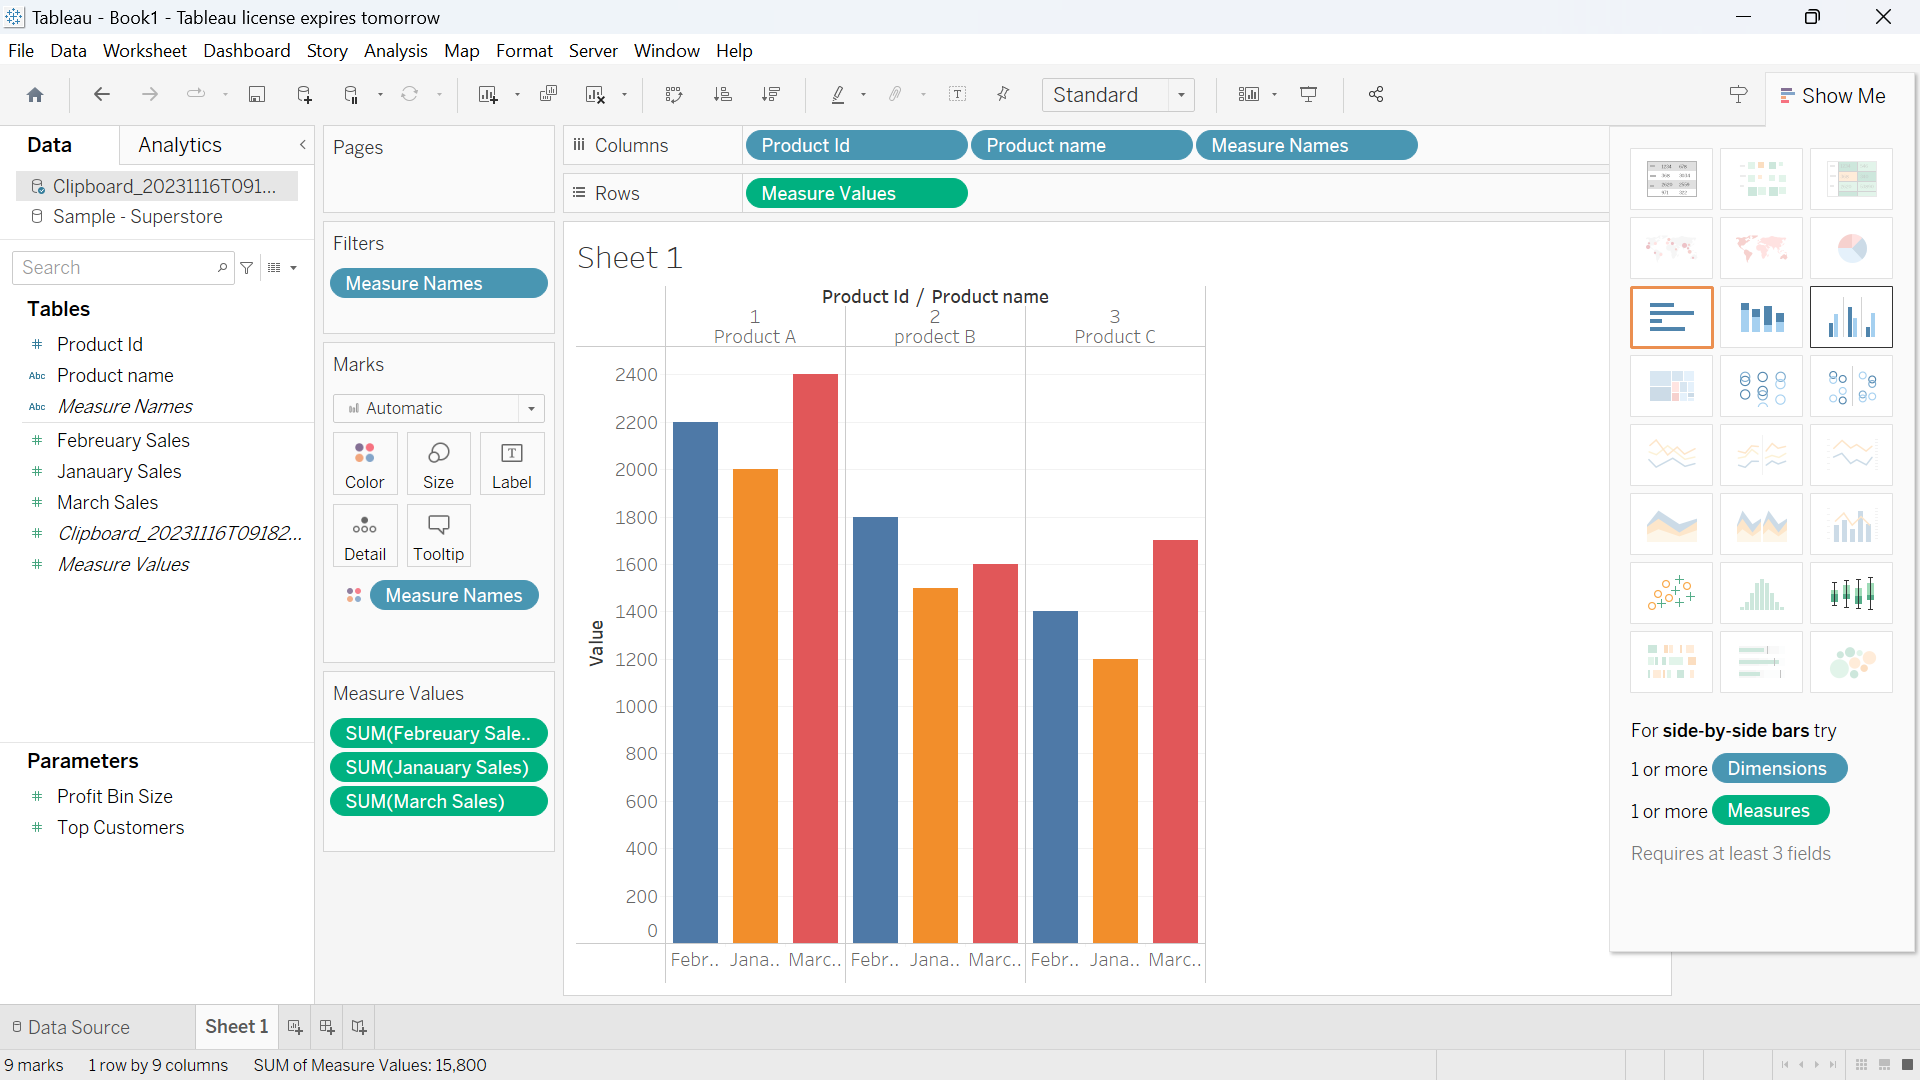 Tableau - Book1 - Tableau license expires tomorrow
File Data Worksheet Dashboard Story Analysis Map Format Server Window Help
Standard
Show Me
Data Analytics
Clipboard_20231116T091...
Sample - Superstore
Search
Tables
# Product Id
Abc Product name
Abc Measure Names
# Febreuary Sales
# Janauary Sales
# March Sales
# Clipboard_20231116T09182...
# Measure Values
Parameters
# Profit Bin Size
# Top Customers
Pages
Filters
Measure Names
Marks
Automatic
Color Size Label
Detail Tooltip
Measure Names
Measure Values
SUM(Febreuary Sale..
SUM(Janauary Sales)
SUM(March Sales)
Columns Product Id Product name Measure Names
Rows Measure Values
Sheet 1
Product Id / Product name
1 2 3
Product A prodect B Product C
2400
2200
2000
1800
1600
1400
1200
1000
800
600
400
200
0
Value
Febr.. Jana.. Marc.. Febr.. Jana.. Marc.. Febr.. Jana.. Marc..
For side-by-side bars try
1 or more Dimensions
1 or more Measures
Requires at least 3 fields
Data Source Sheet 1
9 marks 1 row by 9 columns SUM of Measure Values: 15,800